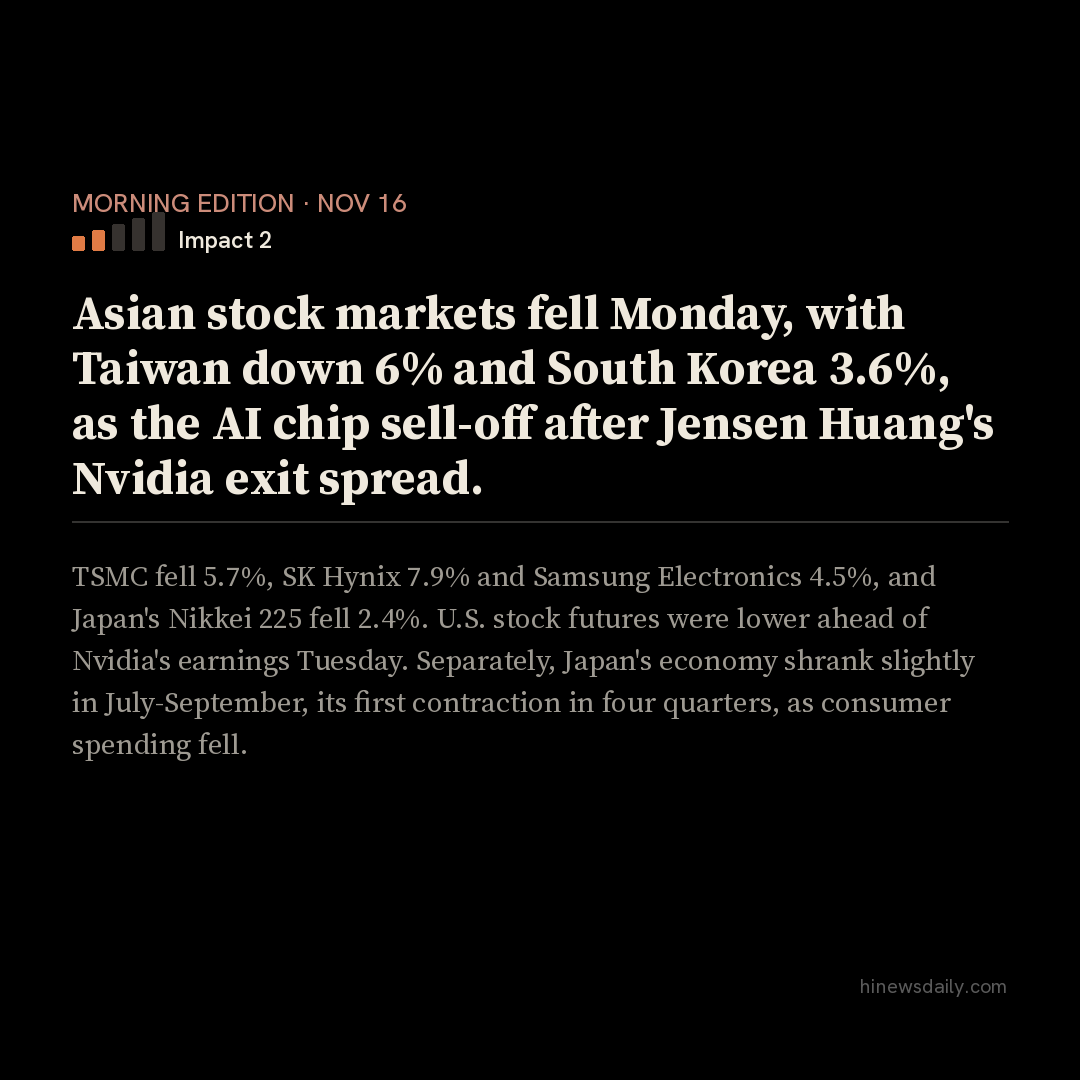 MORNING EDITION · NOV 16
Impact 2
Asian stock markets fell Monday, with
Taiwan down 6% and South Korea 3.6%,
as the AI chip sell-off after Jensen Huang's
Nvidia exit spread.
TSMC fell 5.7%, SK Hynix 7.9% and Samsung Electronics 4.5%, and
Japan's Nikkei 225 fell 2.4%. U.S. stock futures were lower ahead of
Nvidia's earnings Tuesday. Separately, Japan's economy shrank slightly
in July-September, its first contraction in four quarters, as consumer
spending fell.
hinewsdaily.com